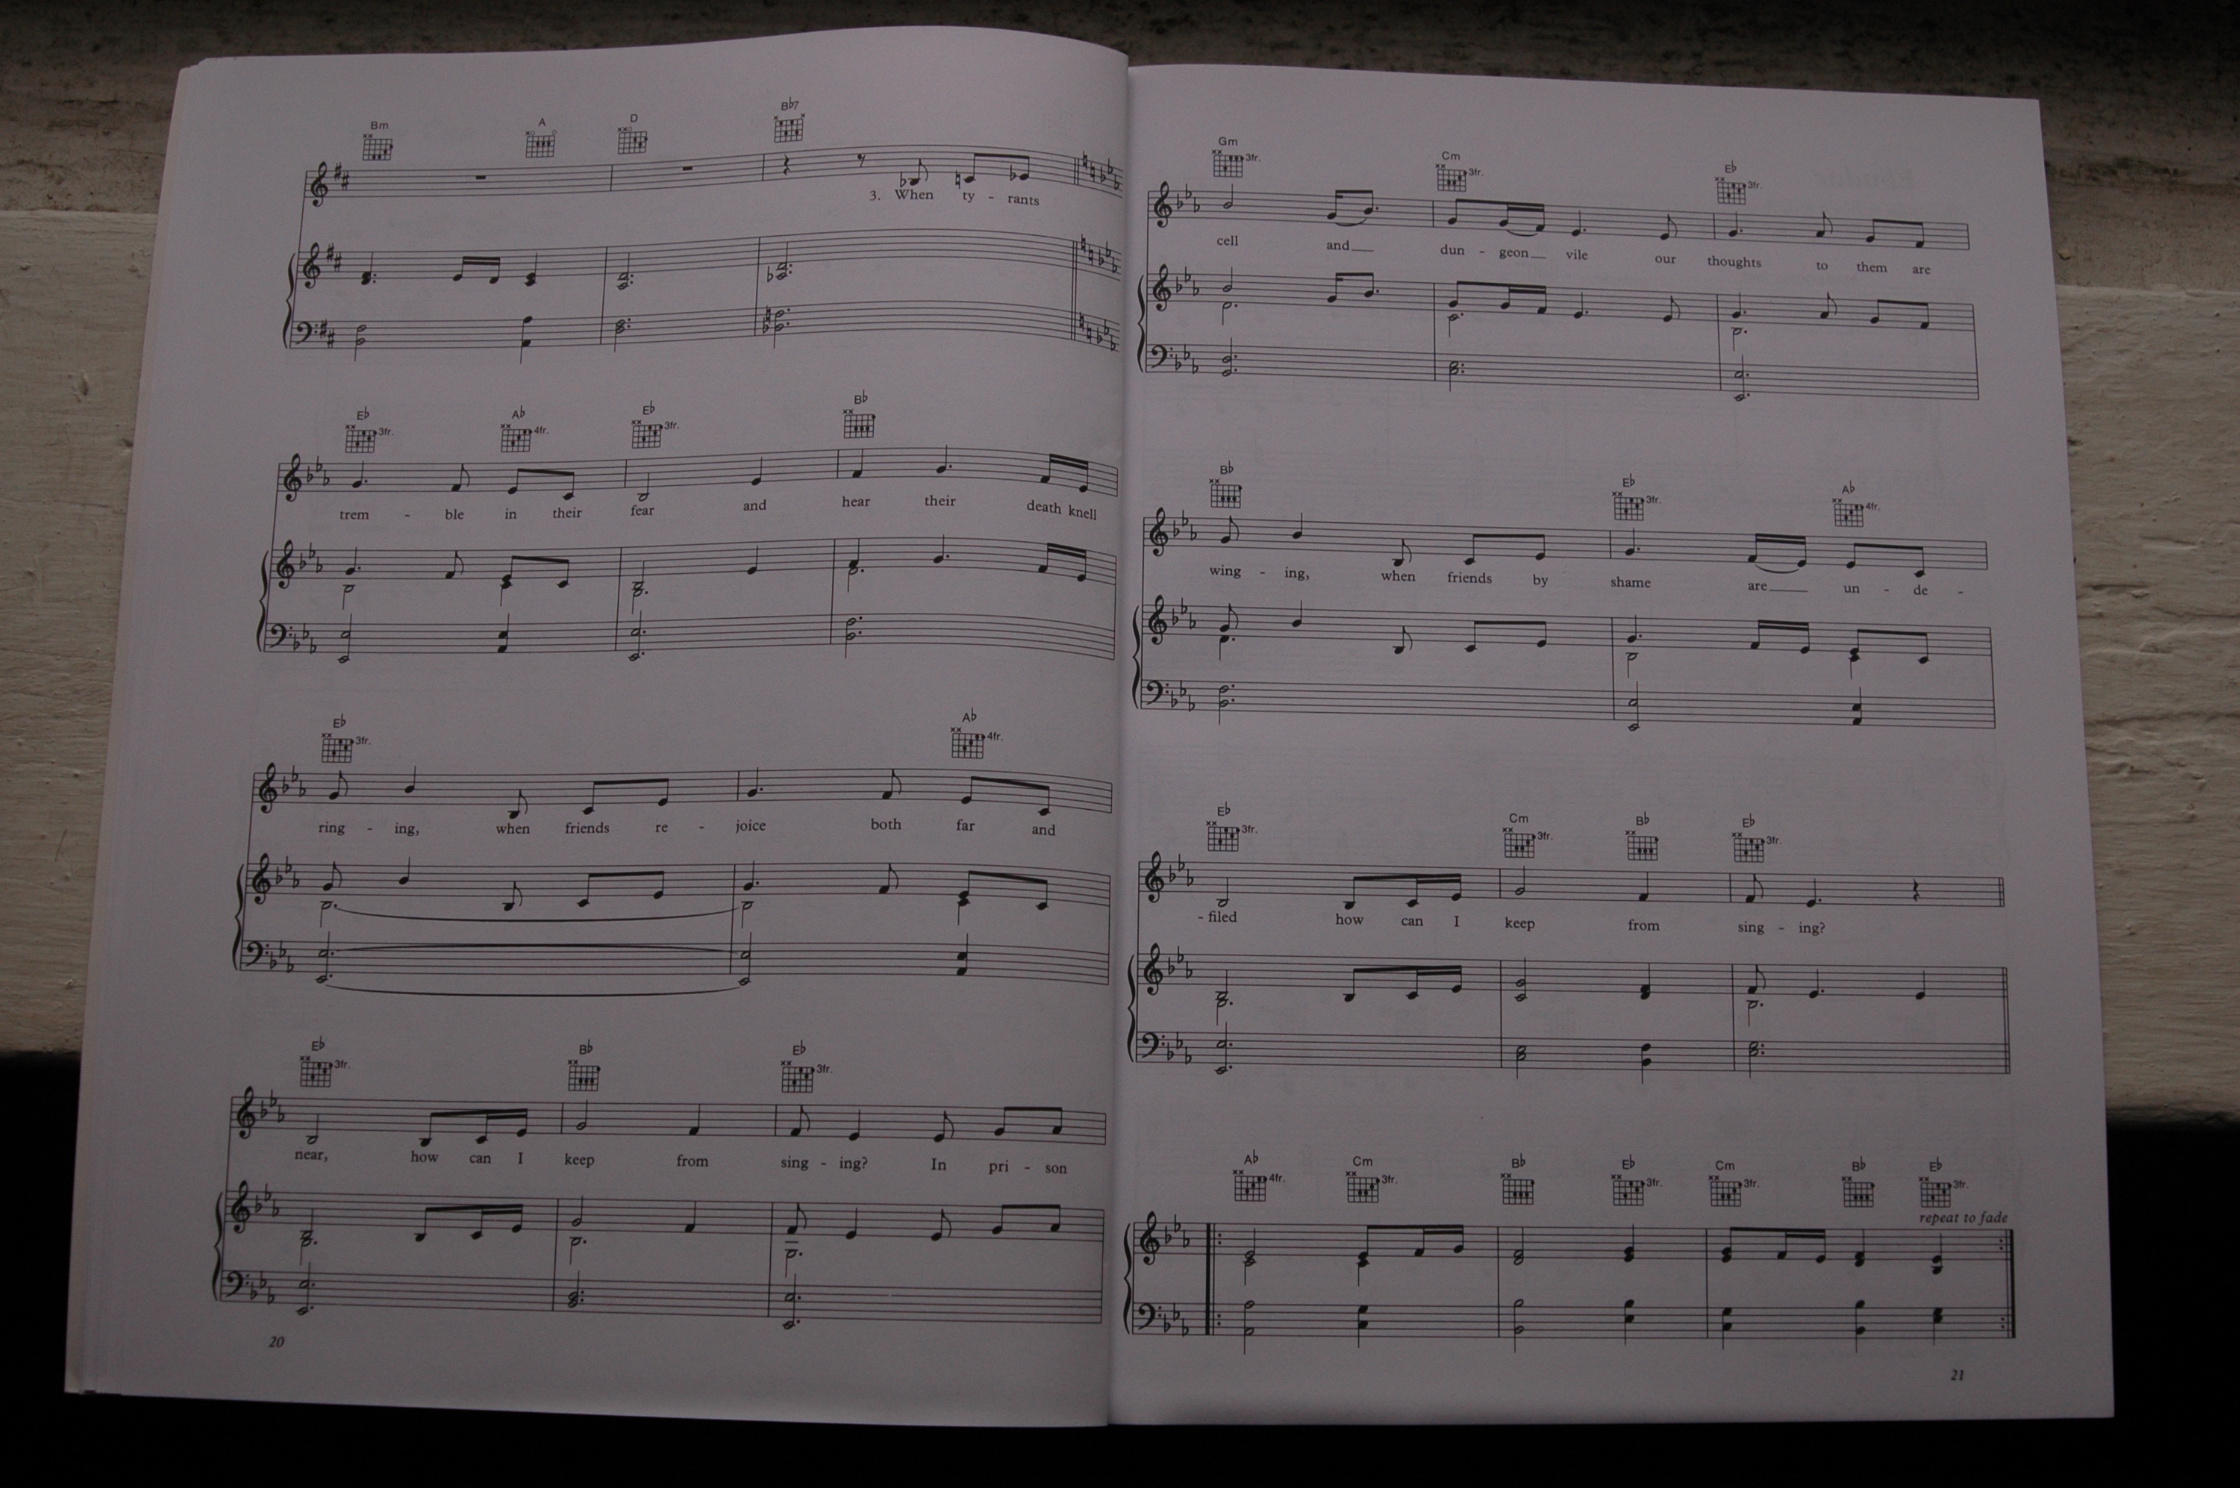 Bm A D B♭7
3. When ty - rants
E♭ 3fr. A♭ 4fr. E♭ 3fr. B♭
trem - ble in their fear and hear their death knell
E♭ 3fr. A♭ 4fr.
ring - ing, when friends re - joice both far and
E♭ 3fr. B♭ E♭ 3fr.
near, how can I keep from sing - ing? In pri - son
20
Gm 3fr. Cm 3fr. E♭ 3fr.
cell and dun - geon vile our thoughts to them are
B♭ E♭ 3fr. A♭ 4fr.
wing - ing, when friends by shame are un - de -
E♭ 3fr. Cm 3fr. B♭ E♭ 3fr.
- filed how can I keep from sing - ing?
A♭ 4fr. Cm 3fr. B♭ E♭ 3fr. Cm 3fr. B♭ E♭ 3fr.
repeat to fade
21